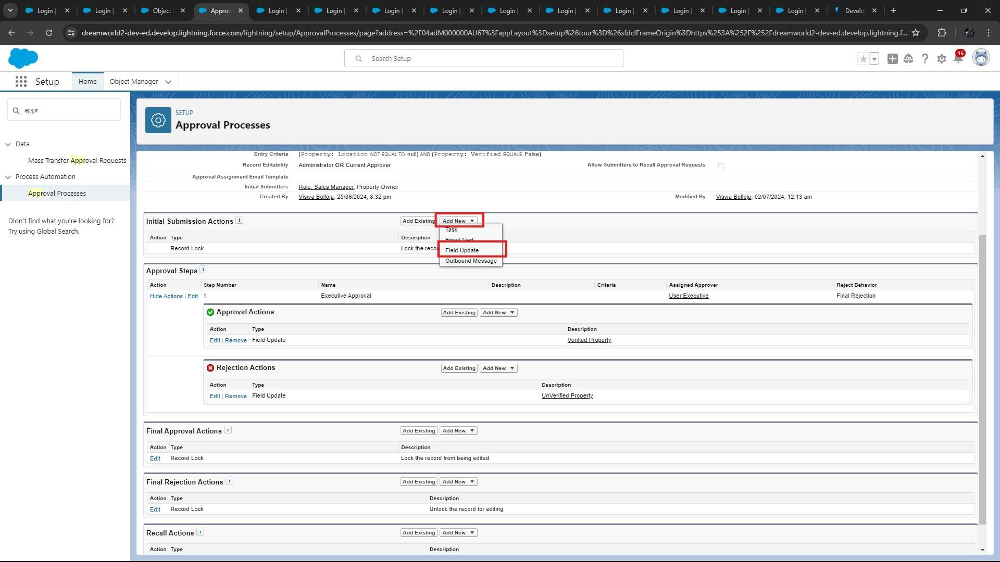 Login |
Login |
Object
Approv
Login |
Login |
Login |
Login |
Login |
Login |
Login |
Login |
Login |
Login |
Develo
dreamworld2-dev-ed.develop.lightning.force.com/lightning/setup/ApprovalProcesses/page?address=%2F04adM000000AU6T%3FappLayout%3Dsetup%26tour%3D%26sfdcIFrameOrigin%3Dhttps%253A%252F%252Fdreamworld2-dev-ed.develop.lightning.f...
Search Setup
15
Setup
Home
Object Manager
appr
Data
Mass Transfer Approval Requests
Process Automation
Approval Processes
Didn't find what you're looking for?
Try using Global Search.
SETUP
Approval Processes
Entry Criteria (Property: Location NOT EQUAL TO null) AND (Property: Verified EQUALS False)
Record Editability Administrator OR Current Approver Allow Submitters to Recall Approval Requests
Approval Assignment Email Template
Initial Submitters Role: Sales Manager, Property Owner
Created By Viswa Bolloju, 28/06/2024, 8:32 pm Modified By Viswa Bolloju, 02/07/2024, 12:13 am
Initial Submission Actions i Add Existing Add New
Task
Email Alert
Field Update
Outbound Message
Action Type Description
Record Lock Lock the recor
Approval Steps i
Action Step Number Name Description Criteria Assigned Approver Reject Behavior
Hide Actions | Edit 1 Executive Approval User:Executive Final Rejection
Approval Actions Add Existing Add New
Action Type Description
Edit | Remove Field Update Verified Property
Rejection Actions Add Existing Add New
Action Type Description
Edit | Remove Field Update UnVerified Property
Final Approval Actions i Add Existing Add New
Action Type Description
Edit Record Lock Lock the record from being edited
Final Rejection Actions i Add Existing Add New
Action Type Description
Edit Record Lock Unlock the record for editing
Recall Actions i Add Existing Add New
Action Type Description